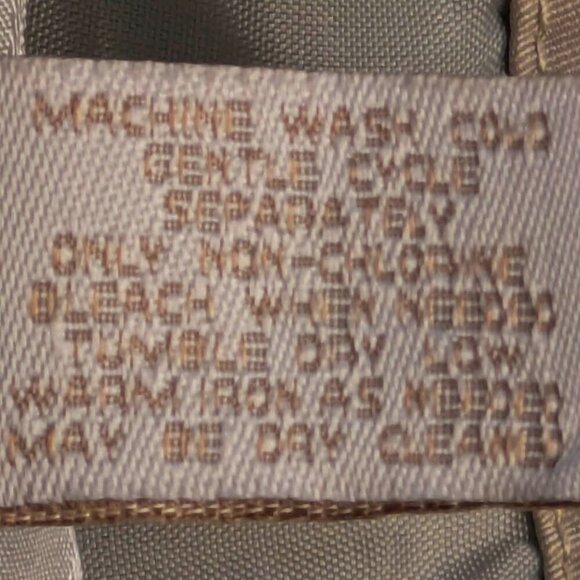 MACHINE WASH COLD
GENTLE CYCLE
SEPARATELY
ONLY NON-CHLORINE
BLEACH WHEN NEEDED
TUMBLE DRY LOW
WARM IRON AS NEEDED
MAY BE DRY CLEANED